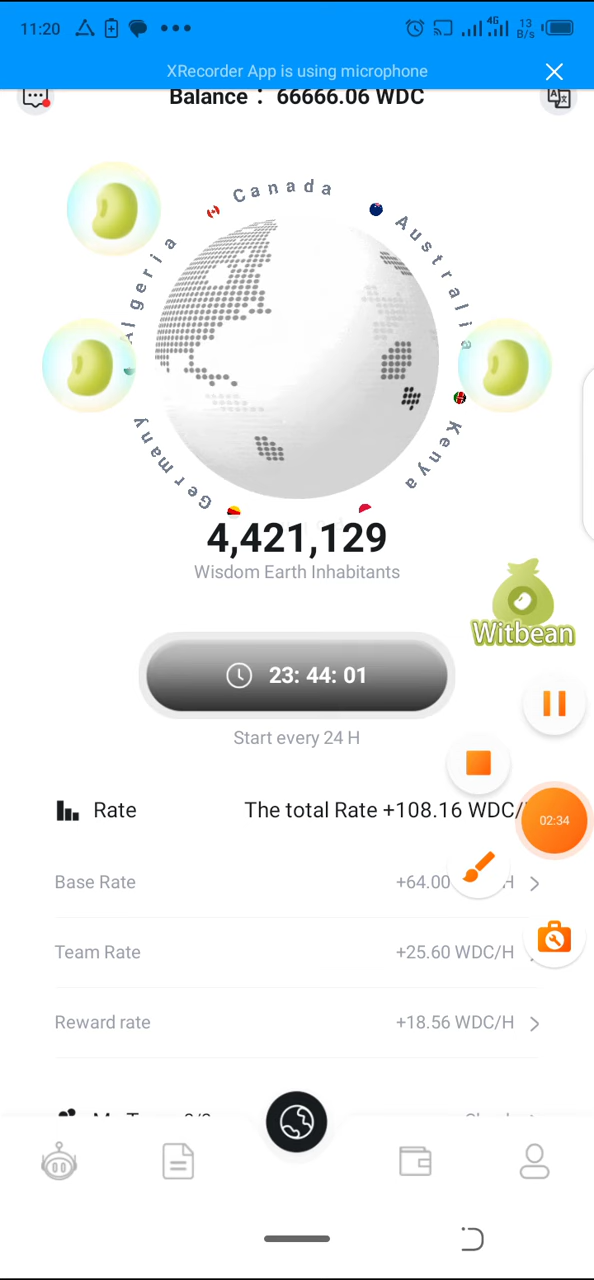 11:20
4G
13
B/s
XRecorder App is using microphone
Balance： 66666.06 WDC
Canada
Australia
Algeria
Kenya
Germany
4,421,129
Wisdom Earth Inhabitants
Witbean
23: 44: 01
Start every 24 H
Rate The total Rate +108.16 WDC/
02:34
Base Rate +64.00 H
Team Rate +25.60 WDC/H
Reward rate +18.56 WDC/H